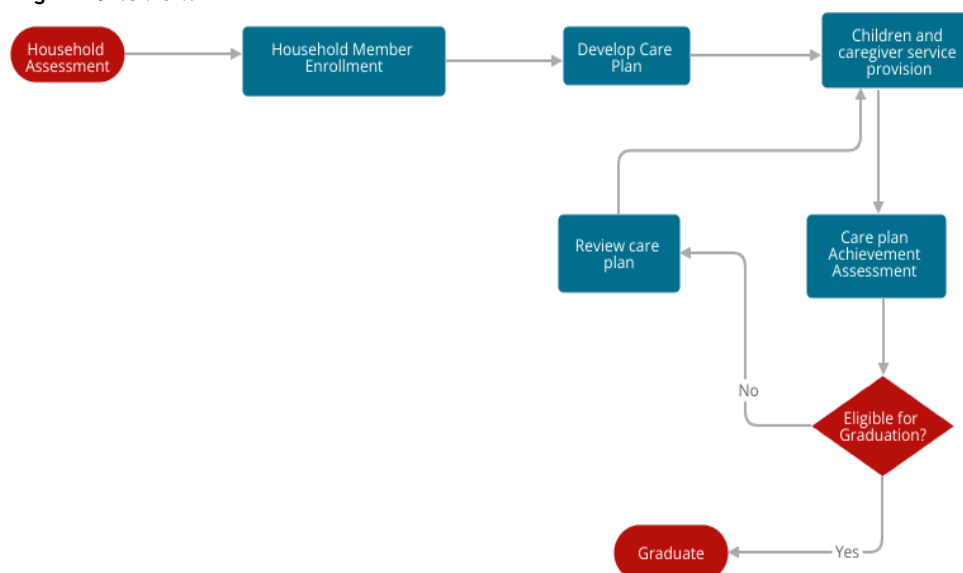 Household
Assessment
Household Member
Enrollment
Develop Care
Plan
Children and
caregiver service
provision
Review care
plan
Care plan
Achievement
Assessment
No
Eligible for
Graduation?
Graduate
Yes